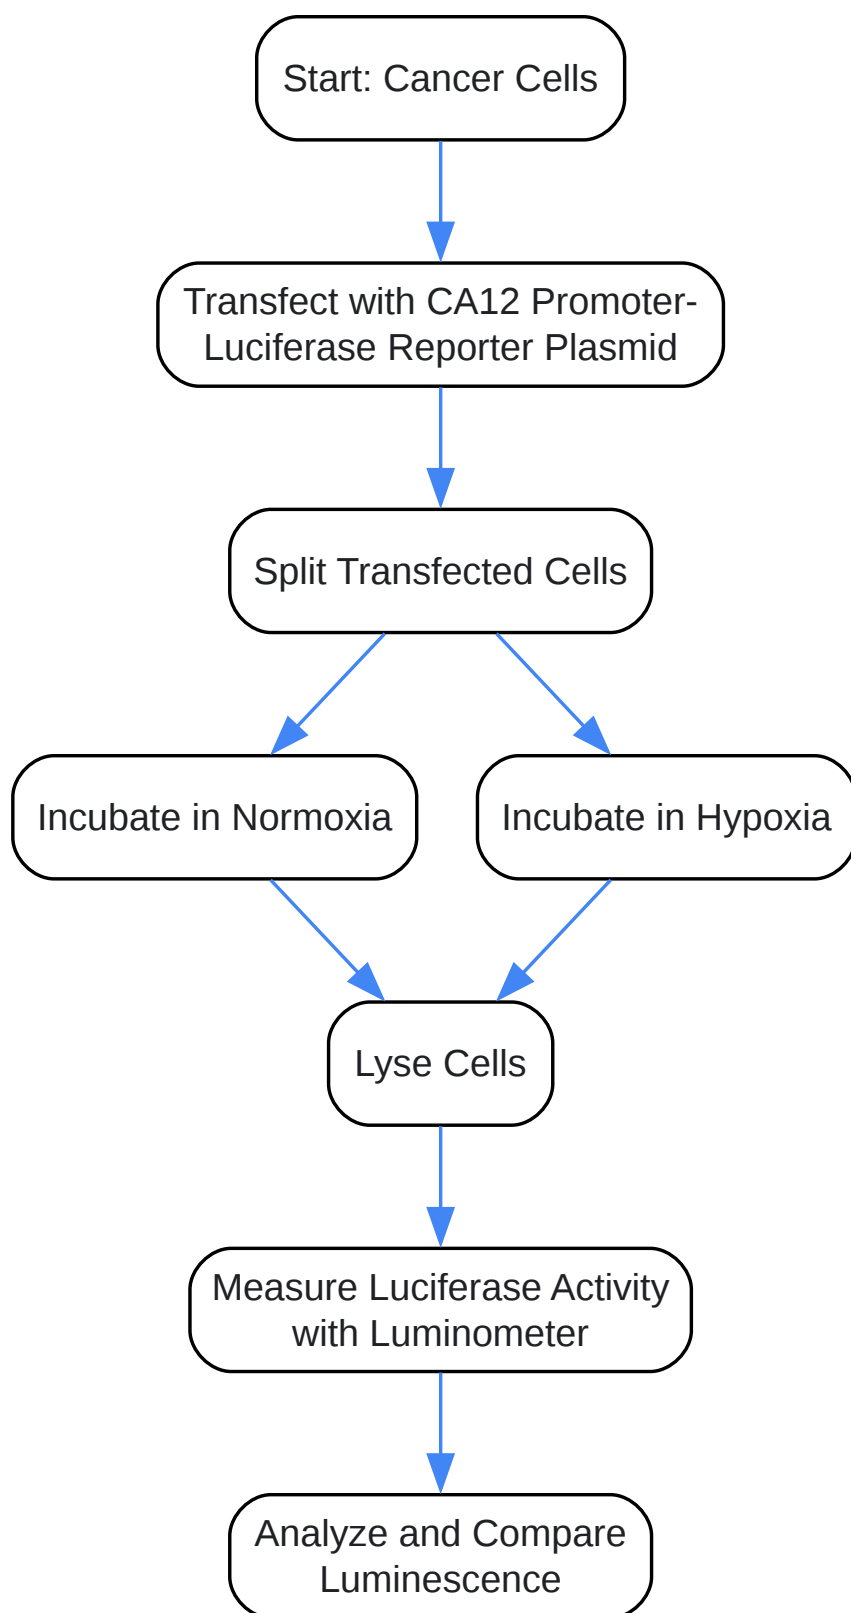 Start: Cancer Cells
Transfect with CA12 Promoter-
Luciferase Reporter Plasmid
Split Transfected Cells
Incubate in Normoxia
Incubate in Hypoxia
Lyse Cells
Measure Luciferase Activity
with Luminometer
Analyze and Compare
Luminescence